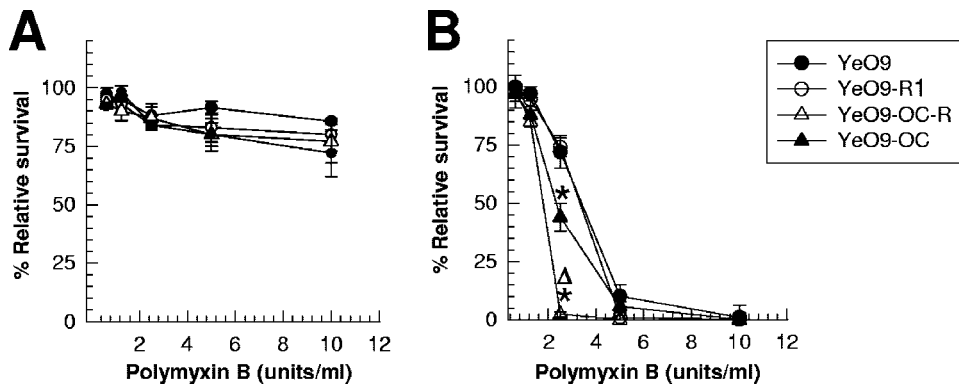 A
% Relative survival
100
75
50
25
0
2 4 6 8 10 12
Polymyxin B (units/ml)
B
% Relative survival
100
75
50
25
0
*
Δ
*
2 4 6 8 10 12
Polymyxin B (units/ml)
YeO9
YeO9-R1
YeO9-OC-R
YeO9-OC